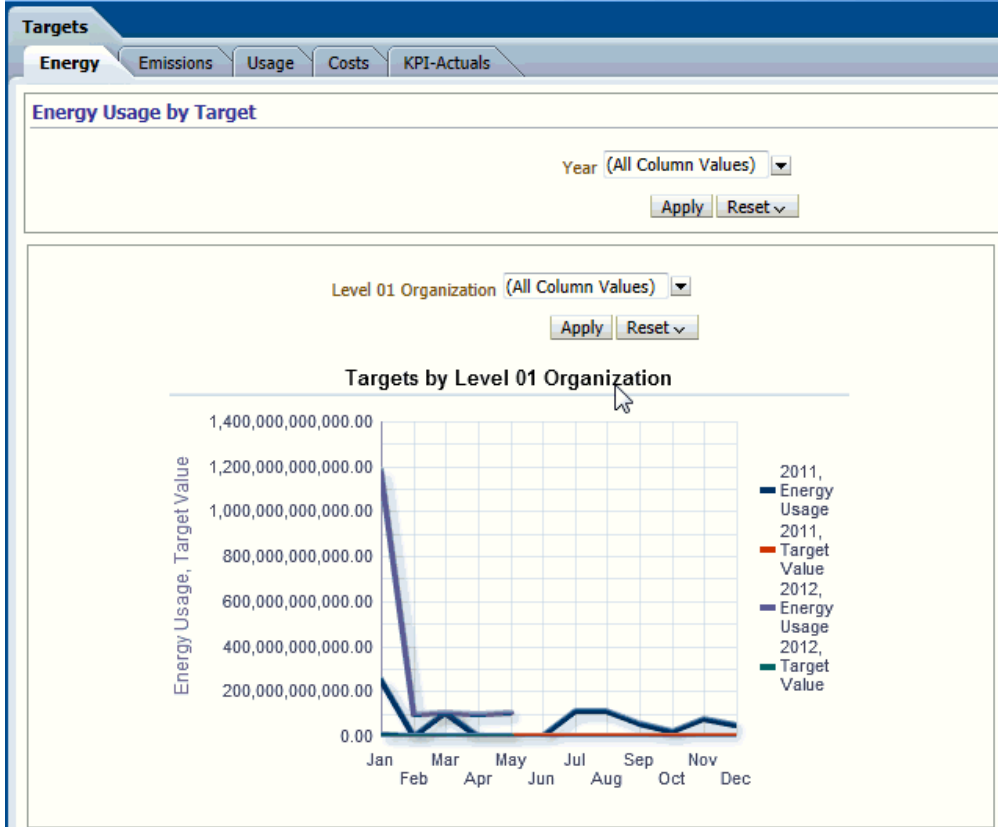 Targets
Energy Emissions Usage Costs KPI-Actuals
Energy Usage by Target
Year (All Column Values)
Apply Reset
Level 01 Organization (All Column Values)
Apply Reset
Targets by Level 01 Organization
Energy Usage, Target Value
1,400,000,000,000.00
1,200,000,000,000.00
1,000,000,000,000.00
800,000,000,000.00
600,000,000,000.00
400,000,000,000.00
200,000,000,000.00
0.00
Jan Mar May Jul Sep Nov
Feb Apr Jun Aug Oct Dec
2011,
Energy
Usage
2011,
Target
Value
2012,
Energy
Usage
2012,
Target
Value